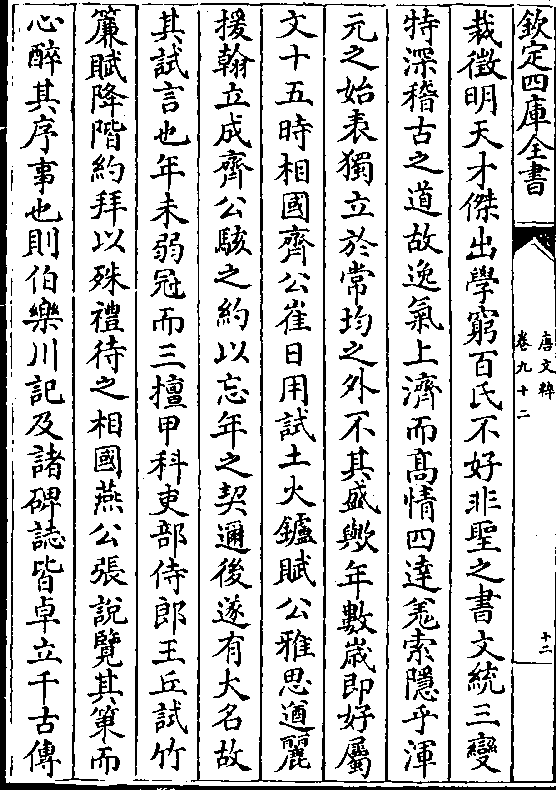 欽定四庫全書
唐文粹
卷九十二
十二
裁徵明天才傑出學窮百氏不好非聖之書文統三變
特深稽古之道故逸氣上濟而高情四達羗索隱乎渾
元之始表獨立於常均之外不其盛歟年數歲即好屬
文十五時相國齊公崔日用試土火鑪賦公雅思遒麗
援翰立成齊公駭之約以忘年之契邇後遂有大名故
其試言也年未弱冠而三擅甲科吏部侍郎王丘試竹
簾賦降階約拜以殊禮待之相國燕公張說覽其䇿而
心醉其序事也則伯樂川記及諸碑誌皆卓立千古傳